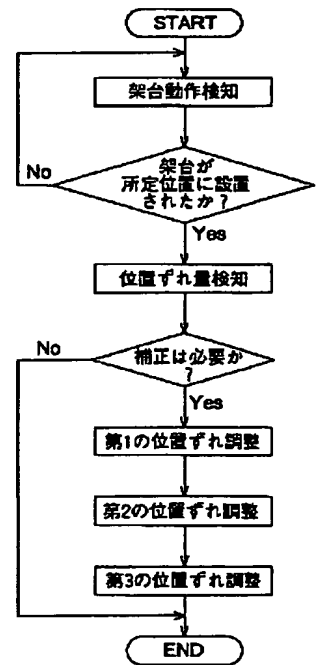 START
架台動作検知
架台が
所定位置に設置
されたか?
No
Yes
位置ずれ量検知
補正は必要か
?
No
Yes
第1の位置ずれ調整
第2の位置ずれ調整
第3の位置ずれ調整
END